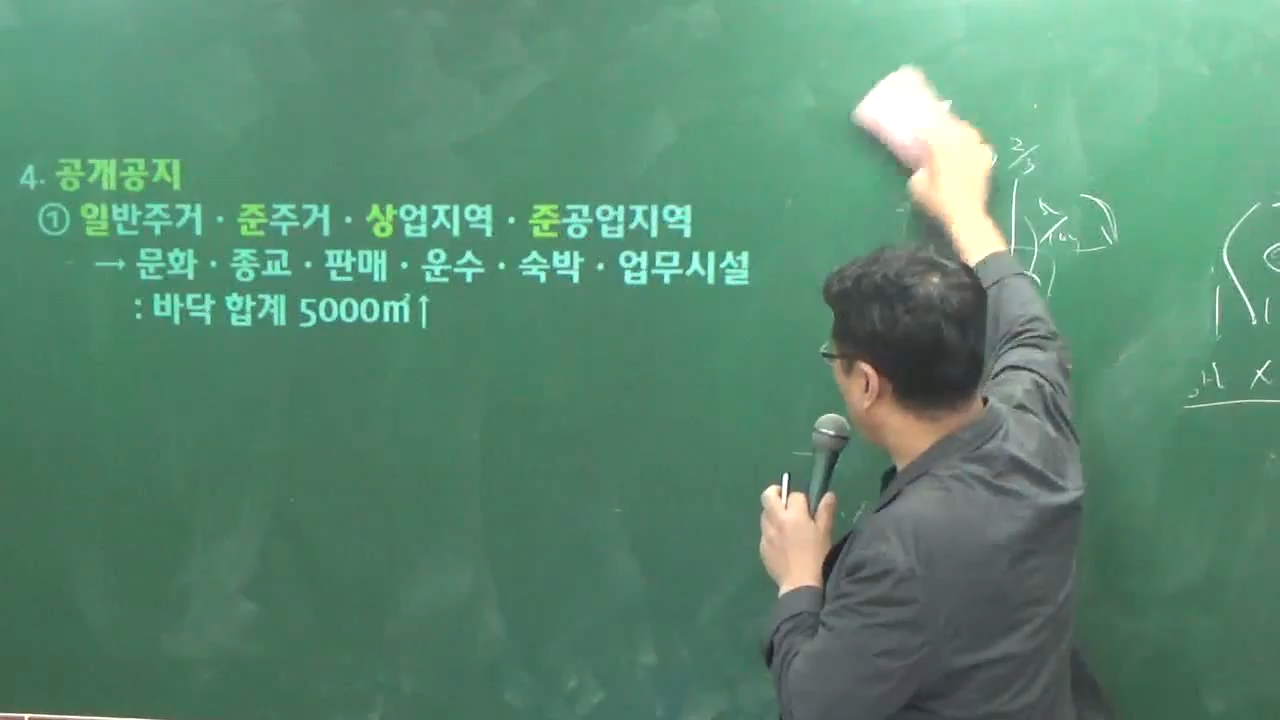 4. 공개공지
① 일반주거 · 준주거 · 상업지역 · 준공업지역
→ 문화 · 종교 · 판매 · 운수 · 숙박 · 업무시설
: 바닥 합계 5000㎡↑
2/3